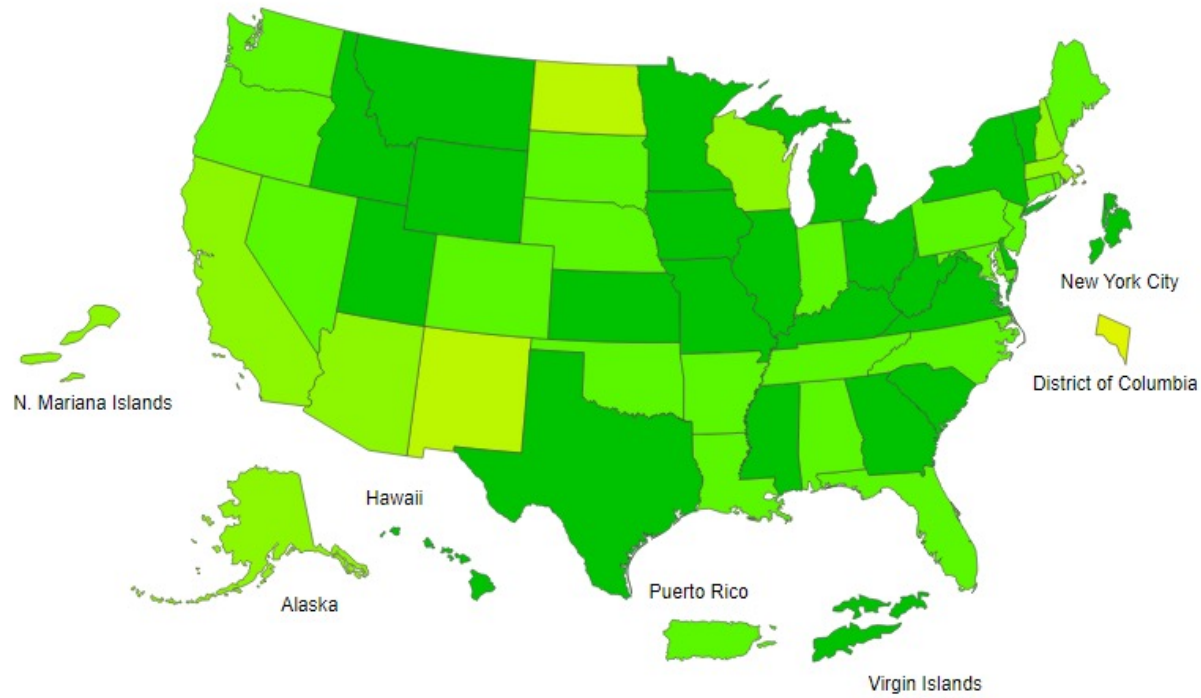 New York City
District of Columbia
N. Mariana Islands
Hawaii
Alaska
Puerto Rico
Virgin Islands